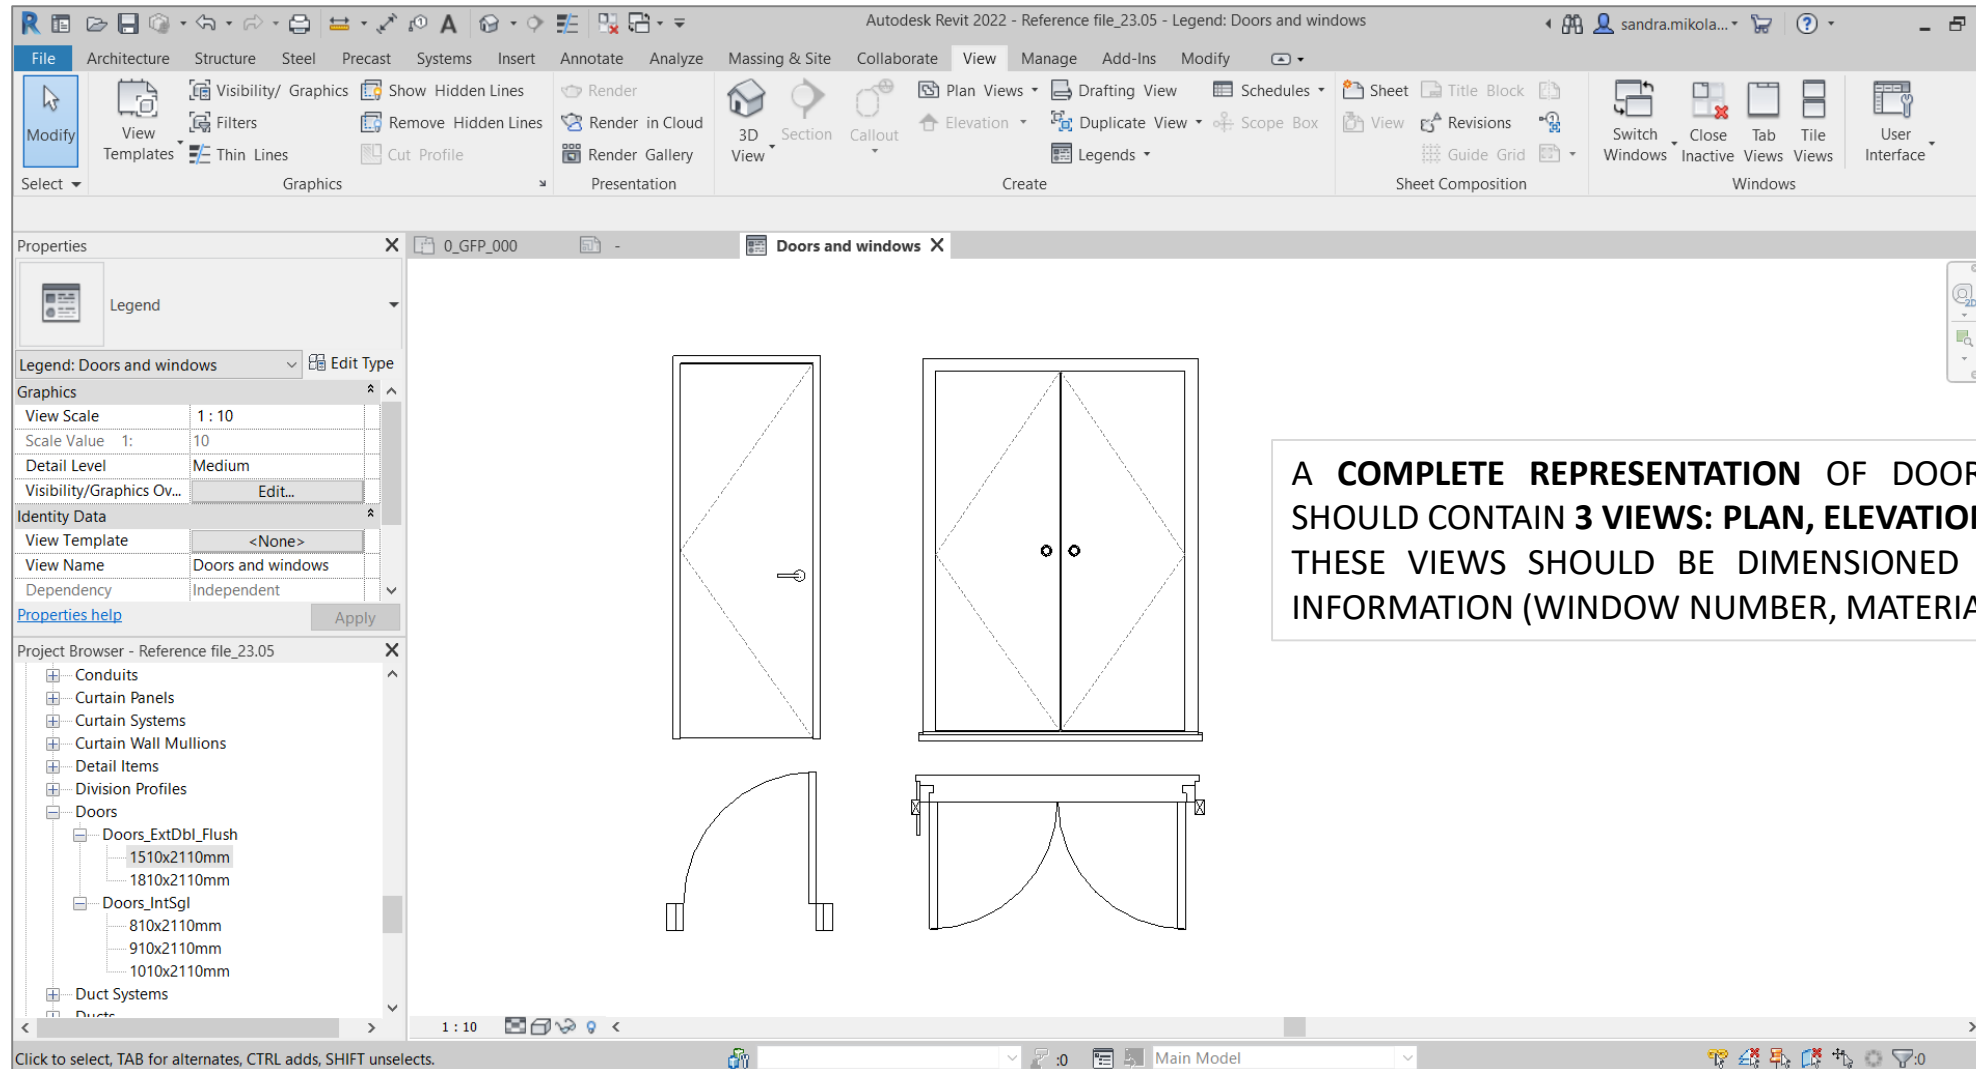 Autodesk Revit 2022 - Reference file_23.05 - Legend: Doors and windows
sandra.mikola...
File Architecture Structure Steel Precast Systems Insert Annotate Analyze Massing & Site Collaborate View Manage Add-Ins Modify
Modify
View Templates
Visibility/ Graphics
Filters
Thin Lines
Show Hidden Lines
Remove Hidden Lines
Cut Profile
Render
Render in Cloud
Render Gallery
3D View
Section
Callout
Plan Views
Elevation
Drafting View
Duplicate View
Legends
Schedules
Scope Box
Sheet
View
Title Block
Revisions
Guide Grid
Switch Windows
Close Inactive
Tab Views
Tile Views
User Interface
Select Graphics Presentation Create Sheet Composition Windows
Properties
0_GFP_000
-
Doors and windows
Legend
Legend: Doors and windows
Edit Type
Graphics
View Scale 1 : 10
Scale Value 1: 10
Detail Level Medium
Visibility/Graphics Ov... Edit...
Identity Data
View Template <None>
View Name Doors and windows
Dependency Independent
Properties help
Apply
Project Browser - Reference file_23.05
Conduits
Curtain Panels
Curtain Systems
Curtain Wall Mullions
Detail Items
Division Profiles
Doors
Doors_ExtDbl_Flush
1510x2110mm
1810x2110mm
Doors_IntSgl
810x2110mm
910x2110mm
1010x2110mm
Duct Systems
Ducts
A COMPLETE REPRESENTATION OF DOOR
SHOULD CONTAIN 3 VIEWS: PLAN, ELEVATION
THESE VIEWS SHOULD BE DIMENSIONED
INFORMATION (WINDOW NUMBER, MATERIA
2D
1 : 10
Click to select, TAB for alternates, CTRL adds, SHIFT unselects.
:0
Main Model
:0